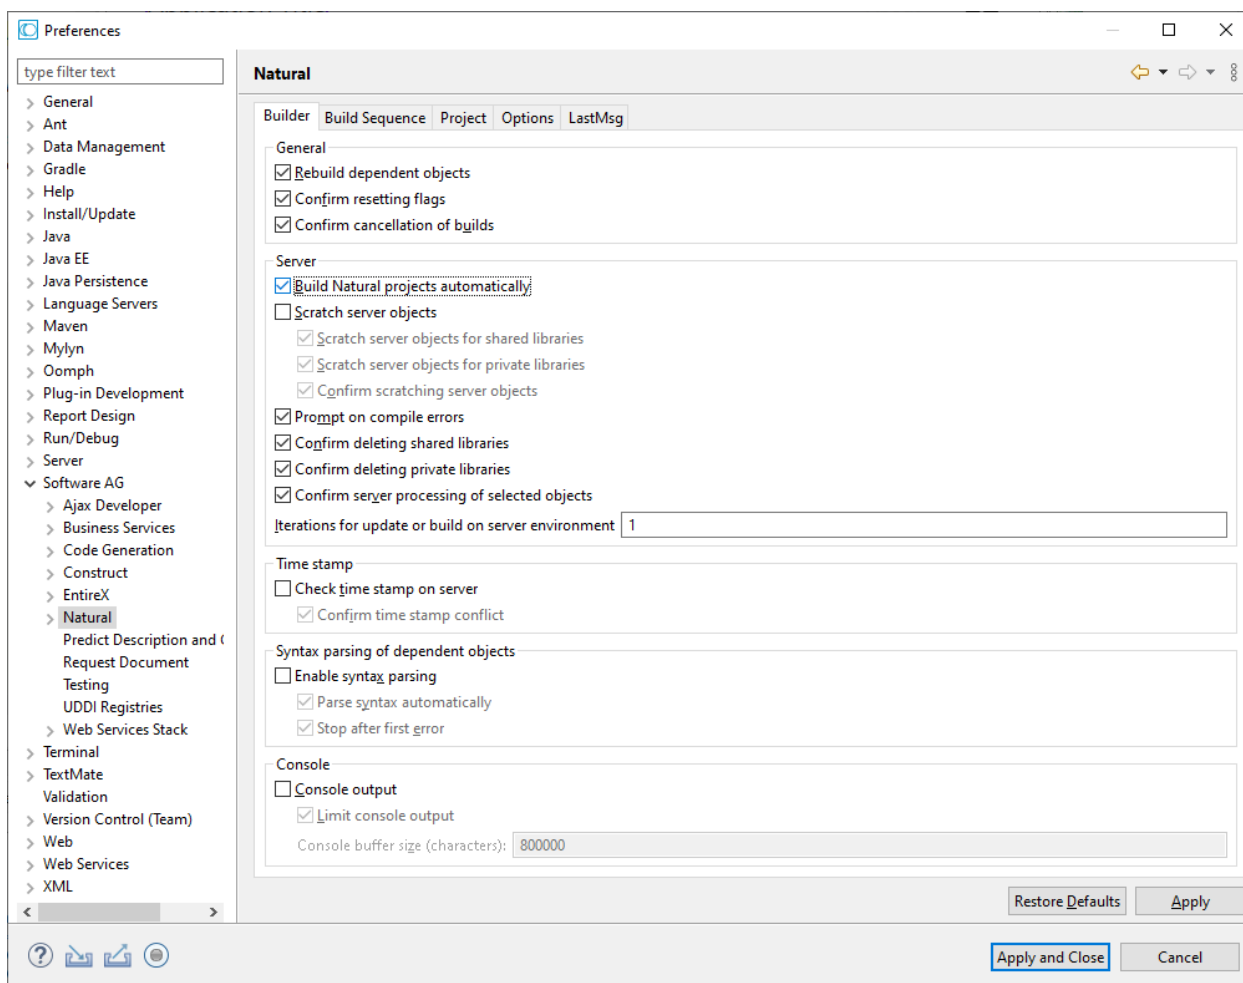 Preferences
type filter text
General
Ant
Data Management
Gradle
Help
Install/Update
Java
Java EE
Java Persistence
Language Servers
Maven
Mylyn
Oomph
Plug-in Development
Report Design
Run/Debug
Server
Software AG
Ajax Developer
Business Services
Code Generation
Construct
EntireX
Natural
Predict Description and
Request Document
Testing
UDDI Registries
Web Services Stack
Terminal
TextMate
Validation
Version Control (Team)
Web
Web Services
XML
Natural
Builder Build Sequence Project Options LastMsg
General
Rebuild dependent objects
Confirm resetting flags
Confirm cancellation of builds
Server
Build Natural projects automatically
Scratch server objects
Scratch server objects for shared libraries
Scratch server objects for private libraries
Confirm scratching server objects
Prompt on compile errors
Confirm deleting shared libraries
Confirm deleting private libraries
Confirm server processing of selected objects
Iterations for update or build on server environment 1
Time stamp
Check time stamp on server
Confirm time stamp conflict
Syntax parsing of dependent objects
Enable syntax parsing
Parse syntax automatically
Stop after first error
Console
Console output
Limit console output
Console buffer size (characters): 800000
Restore Defaults Apply
Apply and Close Cancel